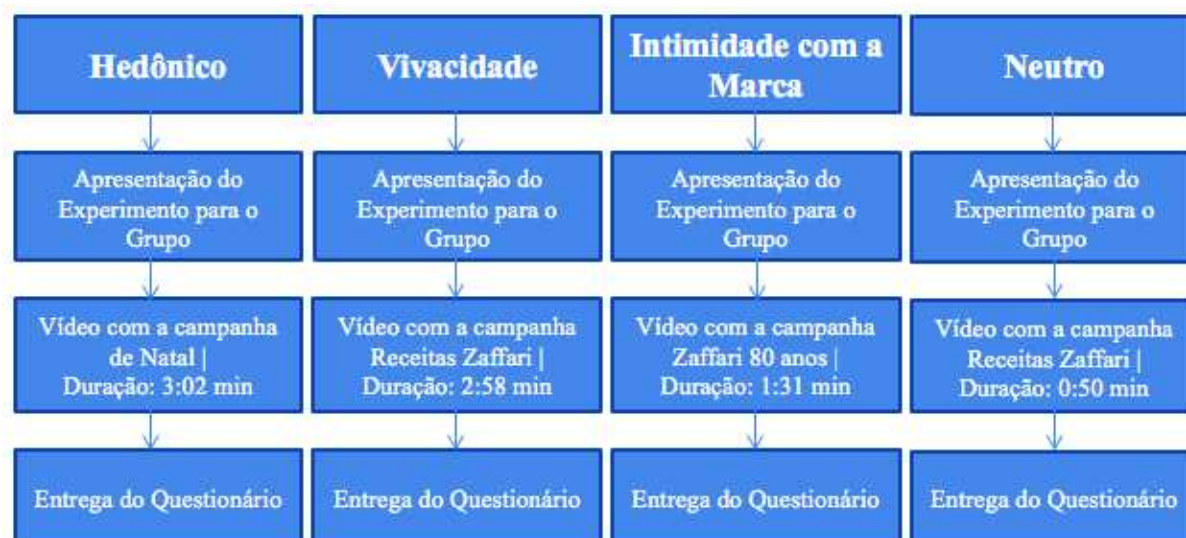 Hedônico
Vivacidade
Intimidade com a
Marca
Neutro
Apresentação do
Experimento para o
Grupo
Apresentação do
Experimento para o
Grupo
Apresentação do
Experimento para o
Grupo
Apresentação do
Experimento para o
Grupo
Vídeo com a campanha
de Natal |
Duração: 3:02 min
Vídeo com a campanha
Receitas Zaffari |
Duração: 2:58 min
Vídeo com a campanha
Zaffari 80 anos |
Duração: 1:31 min
Vídeo com a campanha
Receitas Zaffari |
Duração: 0:50 min
Entrega do Questionário
Entrega do Questionário
Entrega do Questionário
Entrega do Questionário